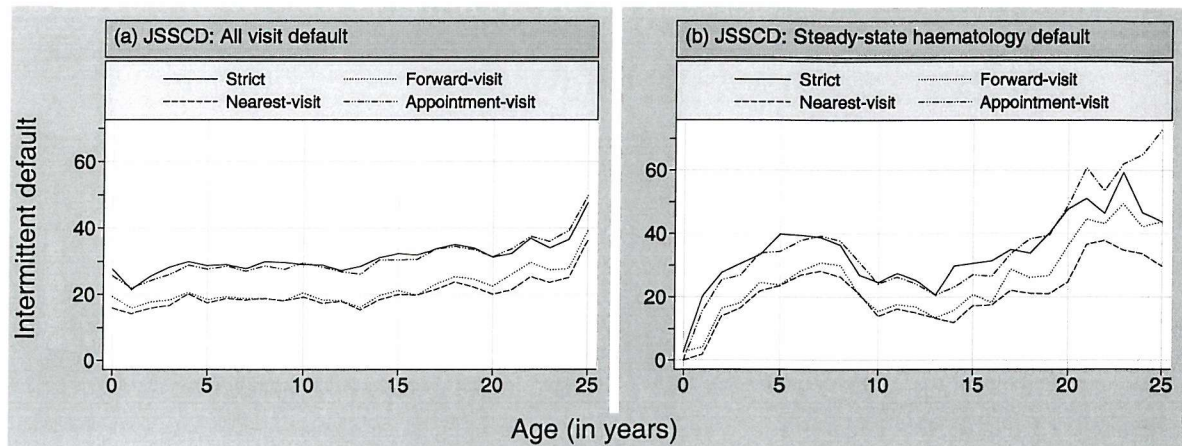 (a) JSSCD: All visit default
Strict
Forward-visit
Nearest-visit
Appointment-visit
Intermittent default
60
40
20
0
0 5 10 15 20 25
(b) JSSCD: Steady-state haematology default
Strict
Forward-visit
Nearest-visit
Appointment-visit
60
40
20
0
0 5 10 15 20 25
Age (in years)